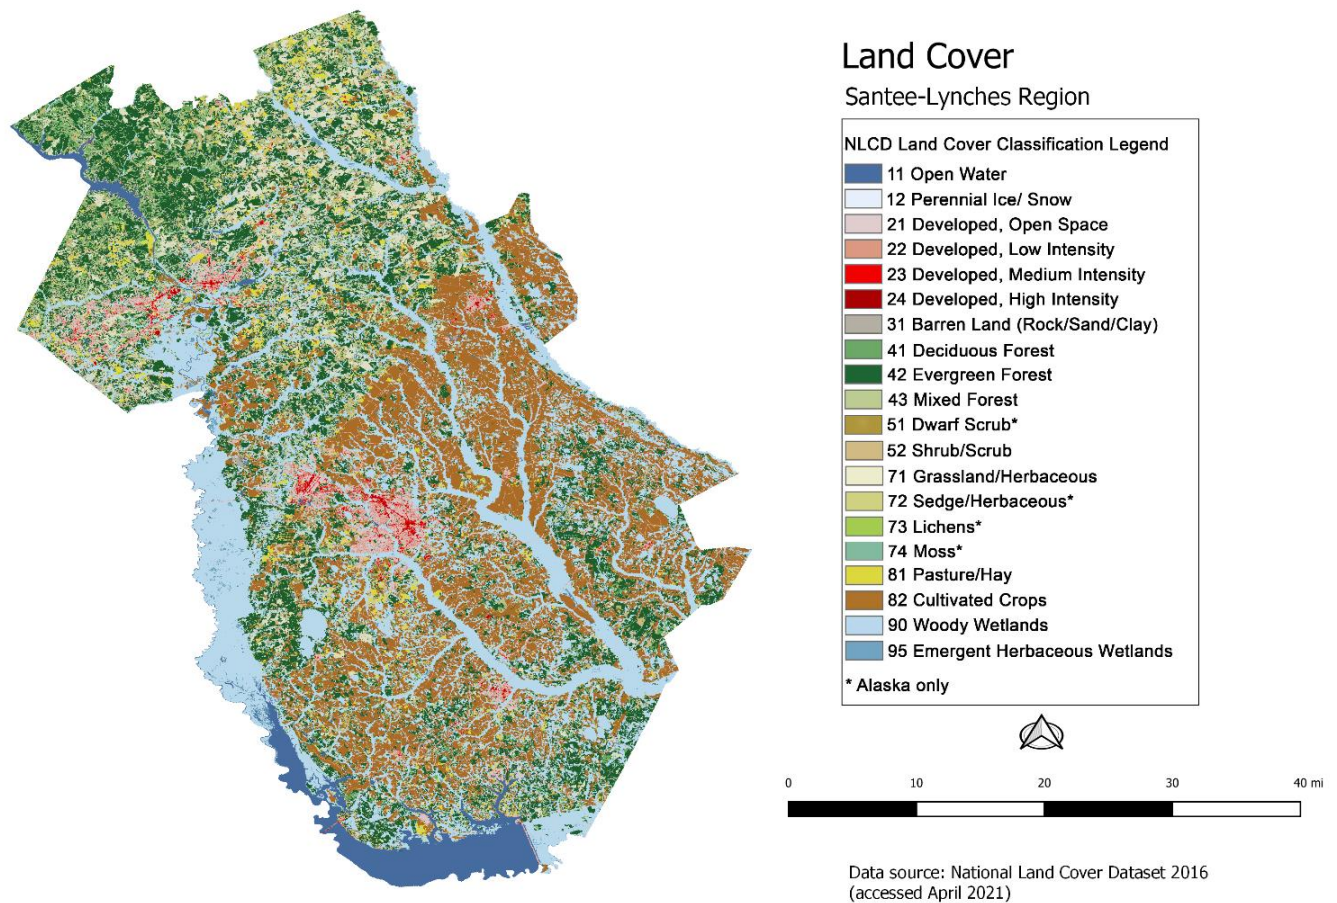 Land Cover
Santee-Lynches Region
NLCD Land Cover Classification Legend
11 Open Water
12 Perennial Ice/ Snow
21 Developed, Open Space
22 Developed, Low Intensity
23 Developed, Medium Intensity
24 Developed, High Intensity
31 Barren Land (Rock/Sand/Clay)
41 Deciduous Forest
42 Evergreen Forest
43 Mixed Forest
51 Dwarf Scrub*
52 Shrub/Scrub
71 Grassland/Herbaceous
72 Sedge/Herbaceous*
73 Lichens*
74 Moss*
81 Pasture/Hay
82 Cultivated Crops
90 Woody Wetlands
95 Emergent Herbaceous Wetlands
* Alaska only
0 10 20 30 40 mi
Data source: National Land Cover Dataset 2016
(accessed April 2021)